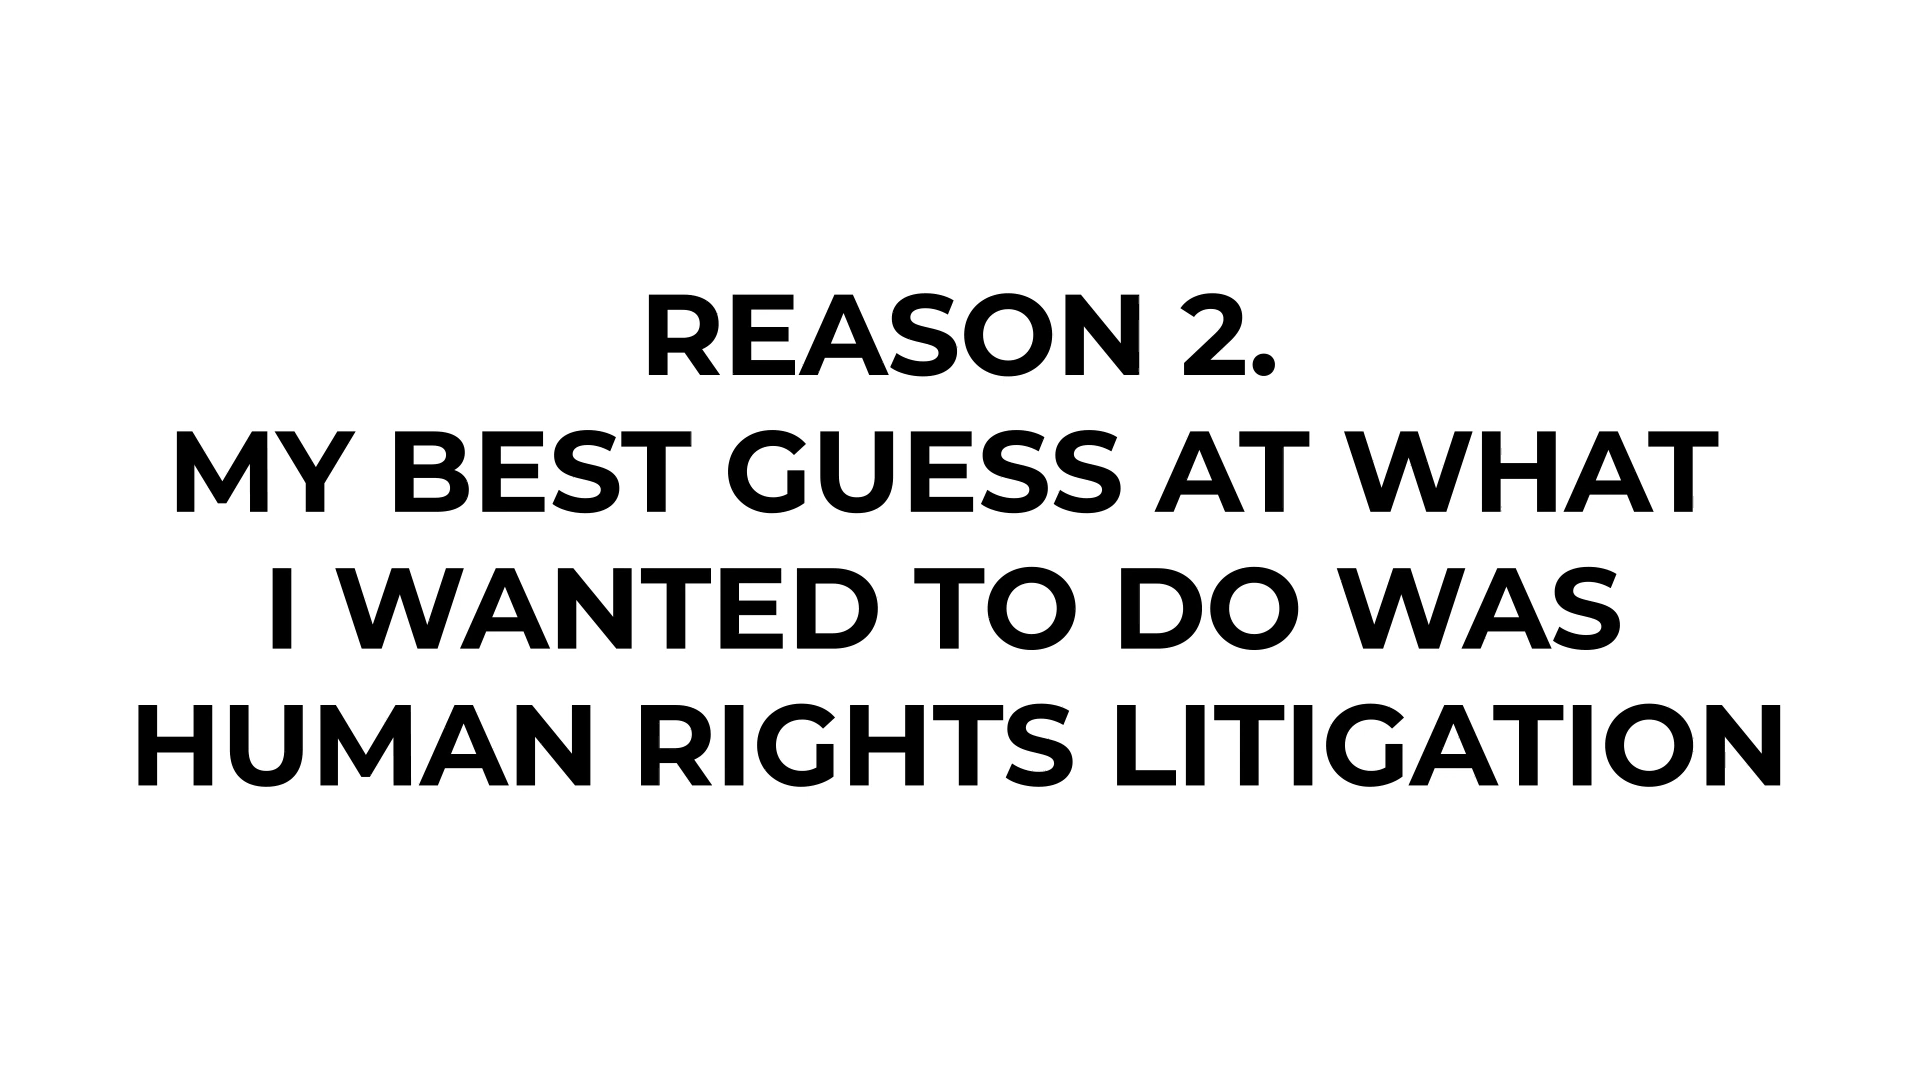 REASON 2.
MY BEST GUESS AT WHAT
I WANTED TO DO WAS
HUMAN RIGHTS LITIGATION